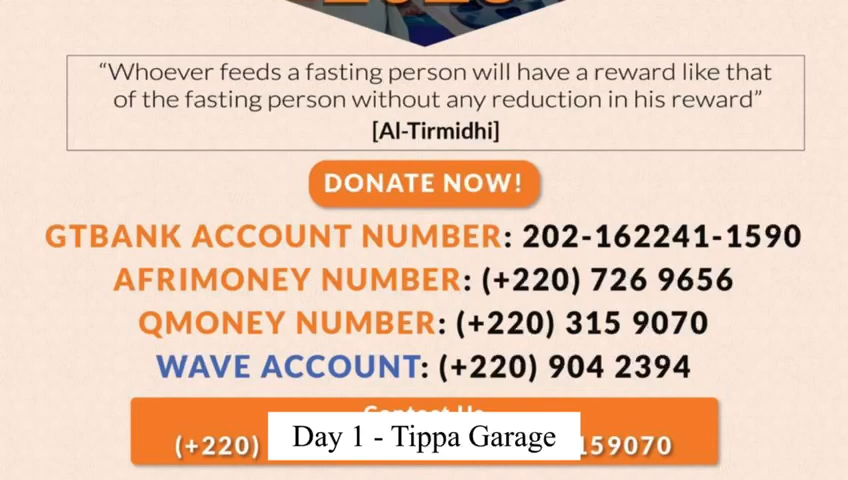 “Whoever feeds a fasting person will have a reward like that
of the fasting person without any reduction in his reward”
[Al-Tirmidhi]
DONATE NOW!
GTBANK ACCOUNT NUMBER: 202-162241-1590
AFRIMONEY NUMBER: (+220) 726 9656
QMONEY NUMBER: (+220) 315 9070
WAVE ACCOUNT: (+220) 904 2394
Contact Us
(+220) 159070
Day 1 - Tippa Garage